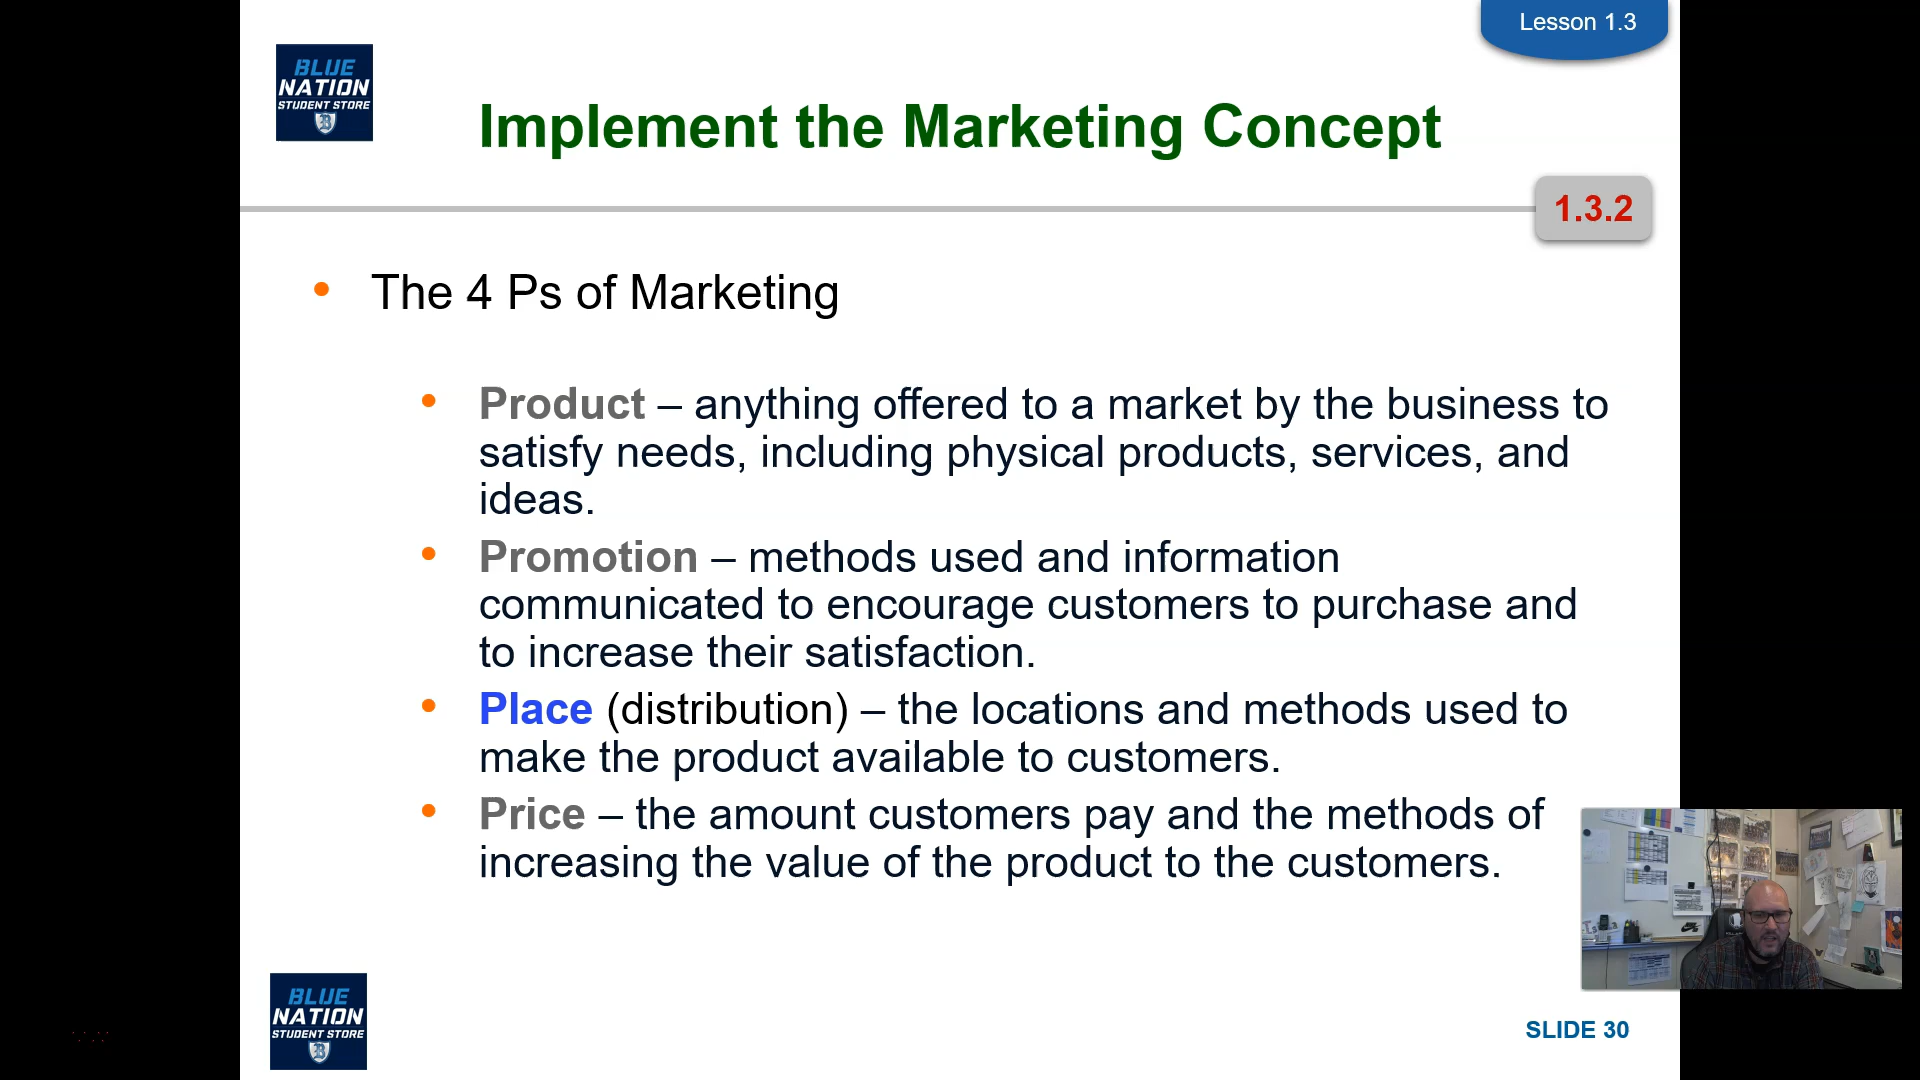 Lesson 1.3
BLUE
NATION
STUDENT STORE
B
Implement the Marketing Concept
1.3.2
• The 4 Ps of Marketing
• Product – anything offered to a market by the business to
satisfy needs, including physical products, services, and
ideas.
• Promotion – methods used and information
communicated to encourage customers to purchase and
to increase their satisfaction.
• Place (distribution) – the locations and methods used to
make the product available to customers.
• Price – the amount customers pay and the methods of
increasing the value of the product to the customers.
BLUE
NATION
STUDENT STORE
B
SLIDE 30